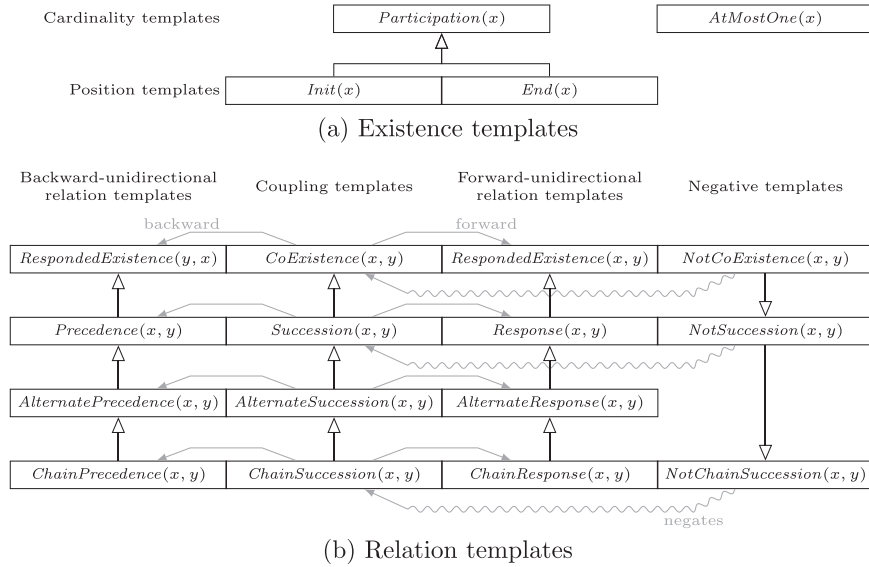 Cardinality templates
Participation(x)
AtMostOne(x)
Position templates
Init(x)
End(x)
(a) Existence templates
Backward-unidirectional
relation templates
Coupling templates
Forward-unidirectional
relation templates
Negative templates
backward
forward
RespondedExistence(y, x)
CoExistence(x, y)
RespondedExistence(x, y)
NotCoExistence(x, y)
Precedence(x, y)
Succession(x, y)
Response(x, y)
NotSuccession(x, y)
AlternatePrecedence(x, y)
AlternateSuccession(x, y)
AlternateResponse(x, y)
ChainPrecedence(x, y)
ChainSuccession(x, y)
ChainResponse(x, y)
NotChainSuccession(x, y)
negates
(b) Relation templates